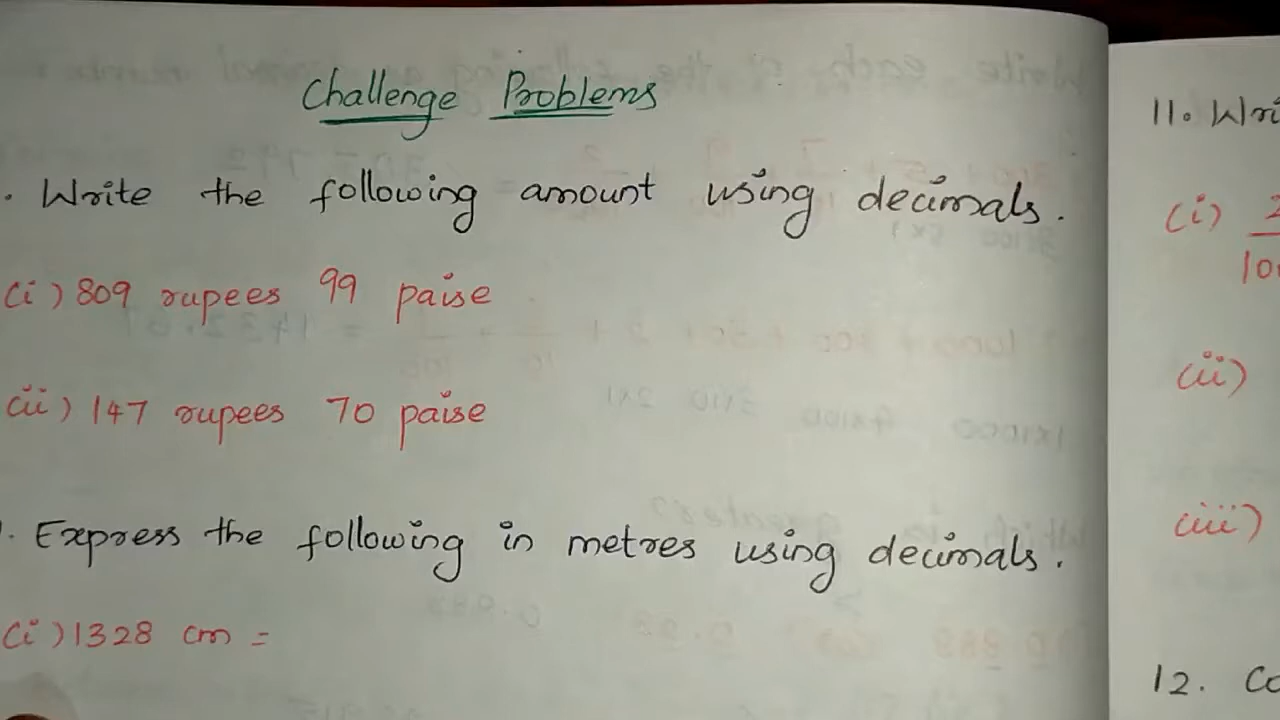 Challenge Problems
. Write the following amount using decimals.
(i) 809 rupees 99 paise
(ii) 147 rupees 70 paise
. Express the following in metres using decimals.
(i) 1328 cm =
11. Wri
(i)
(ii)
(iii)
12. Co